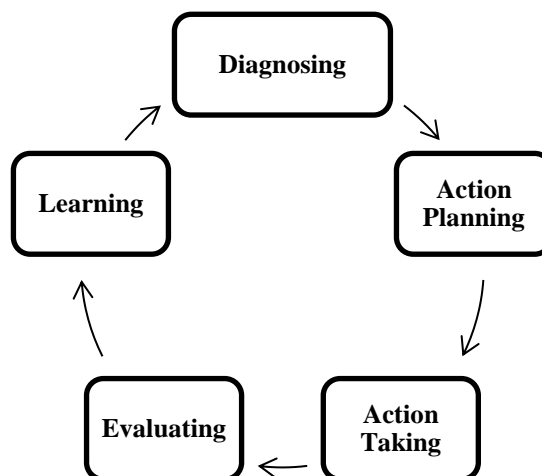 Diagnosing
Action
Planning
Action
Taking
Evaluating
Learning